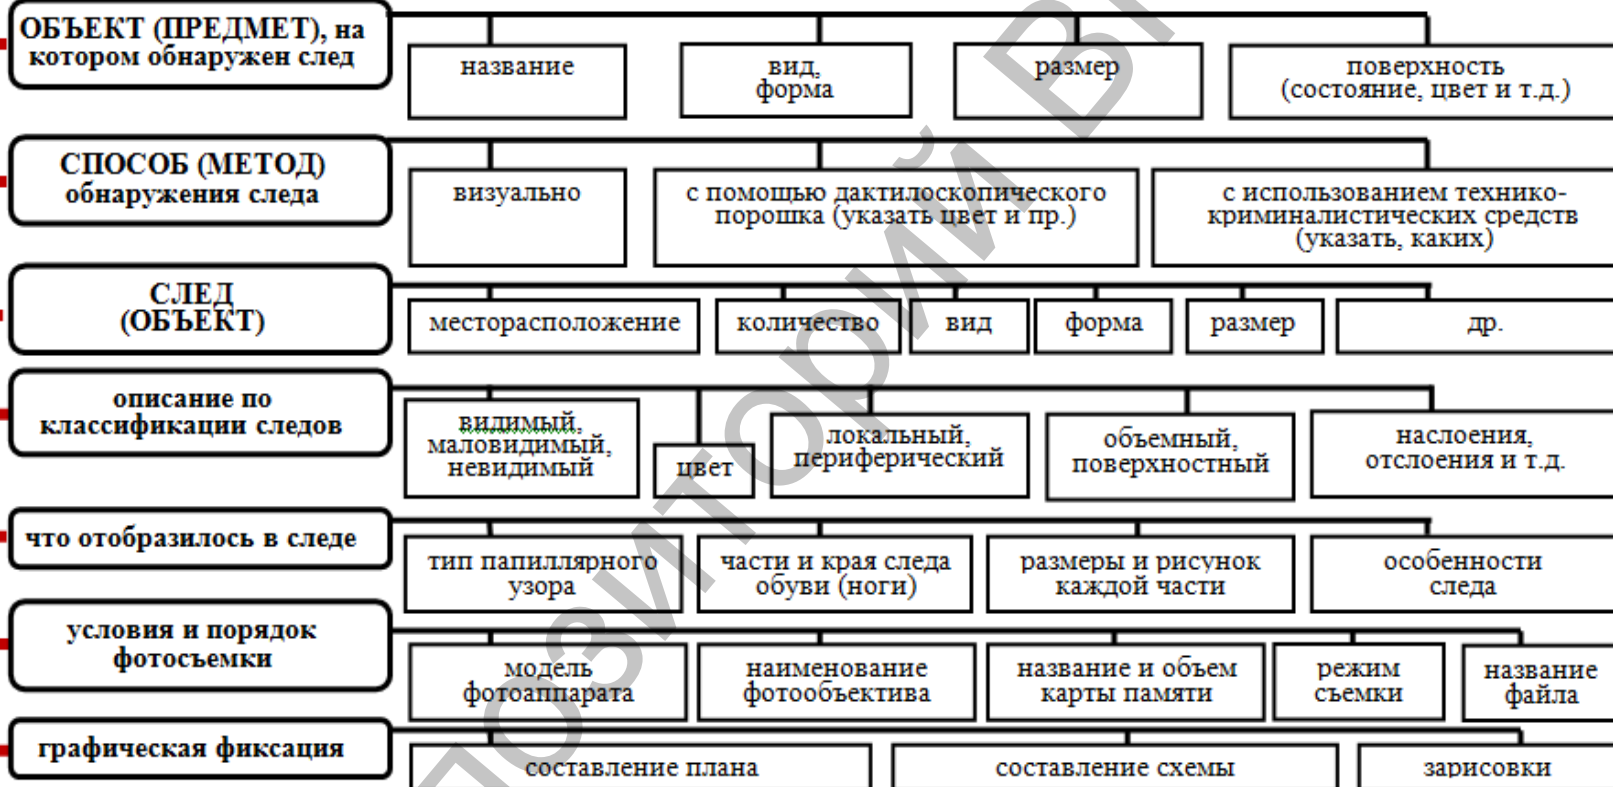 ОБЪЕКТ (ПРЕДМЕТ), на
котором обнаружен след
название
вид,
форма
размер
поверхность
(состояние, цвет и т.д.)
СПОСОБ (МЕТОД)
обнаружения следа
визуально
с помощью дактилоскопического
порошка (указать цвет и пр.)
с использованием технико-
криминалистических средств
(указать, каких)
СЛЕД
(ОБЪЕКТ)
месторасположение
количество
вид
форма
размер
др.
описание по
классификации следов
видимый,
маловидимый,
невидимый
цвет
локальный,
периферический
объемный,
поверхностный
наслоения,
отслоения и т.д.
что отобразилось в следе
тип папиллярного
узора
части и края следа
обуви (ноги)
размеры и рисунок
каждой части
особенности
следа
условия и порядок
фотосъемки
модель
фотоаппарата
наименование
фотообъектива
название и объем
карты памяти
режим
съемки
название
файла
графическая фиксация
составление плана
составление схемы
зарисовки